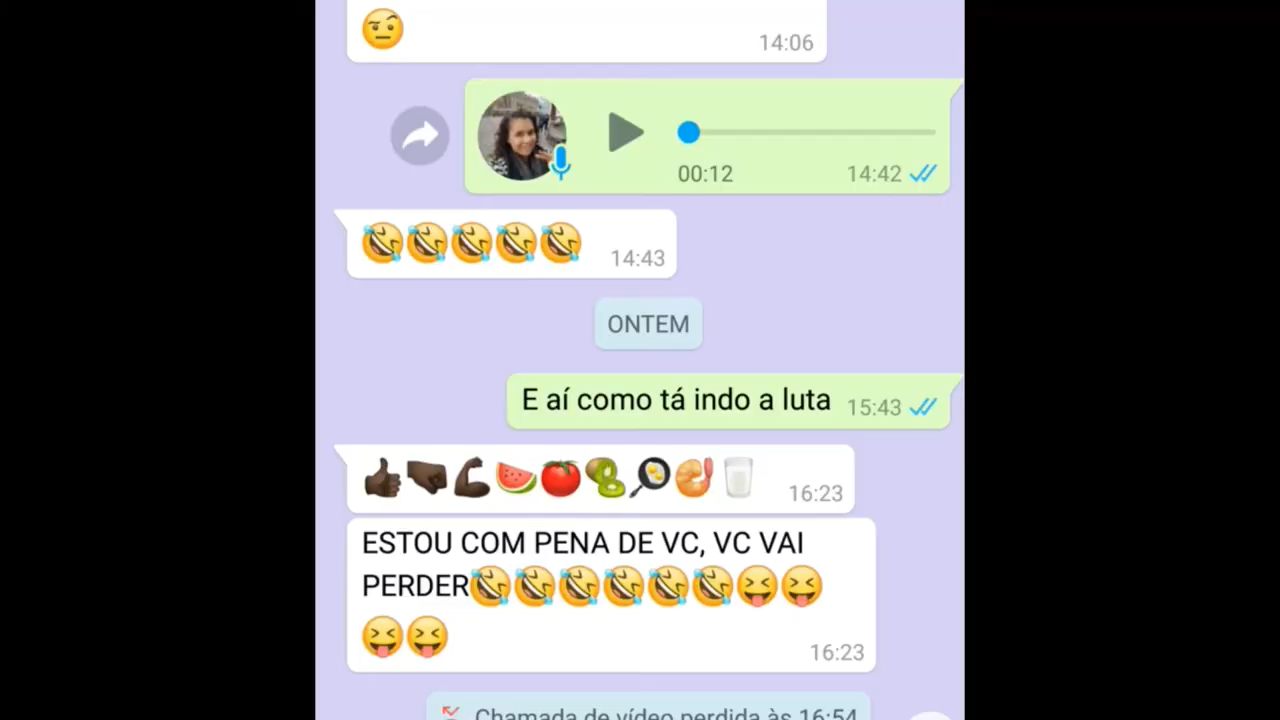 14:06
00:12 14:42
🤣🤣🤣🤣🤣 14:43
ONTEM
E aí como tá indo a luta 15:43
16:23
ESTOU COM PENA DE VC, VC VAI
PERDER🤣🤣🤣🤣🤣🤣😝😝
😝😝 16:23
Chamada de vídeo perdida às 16:54